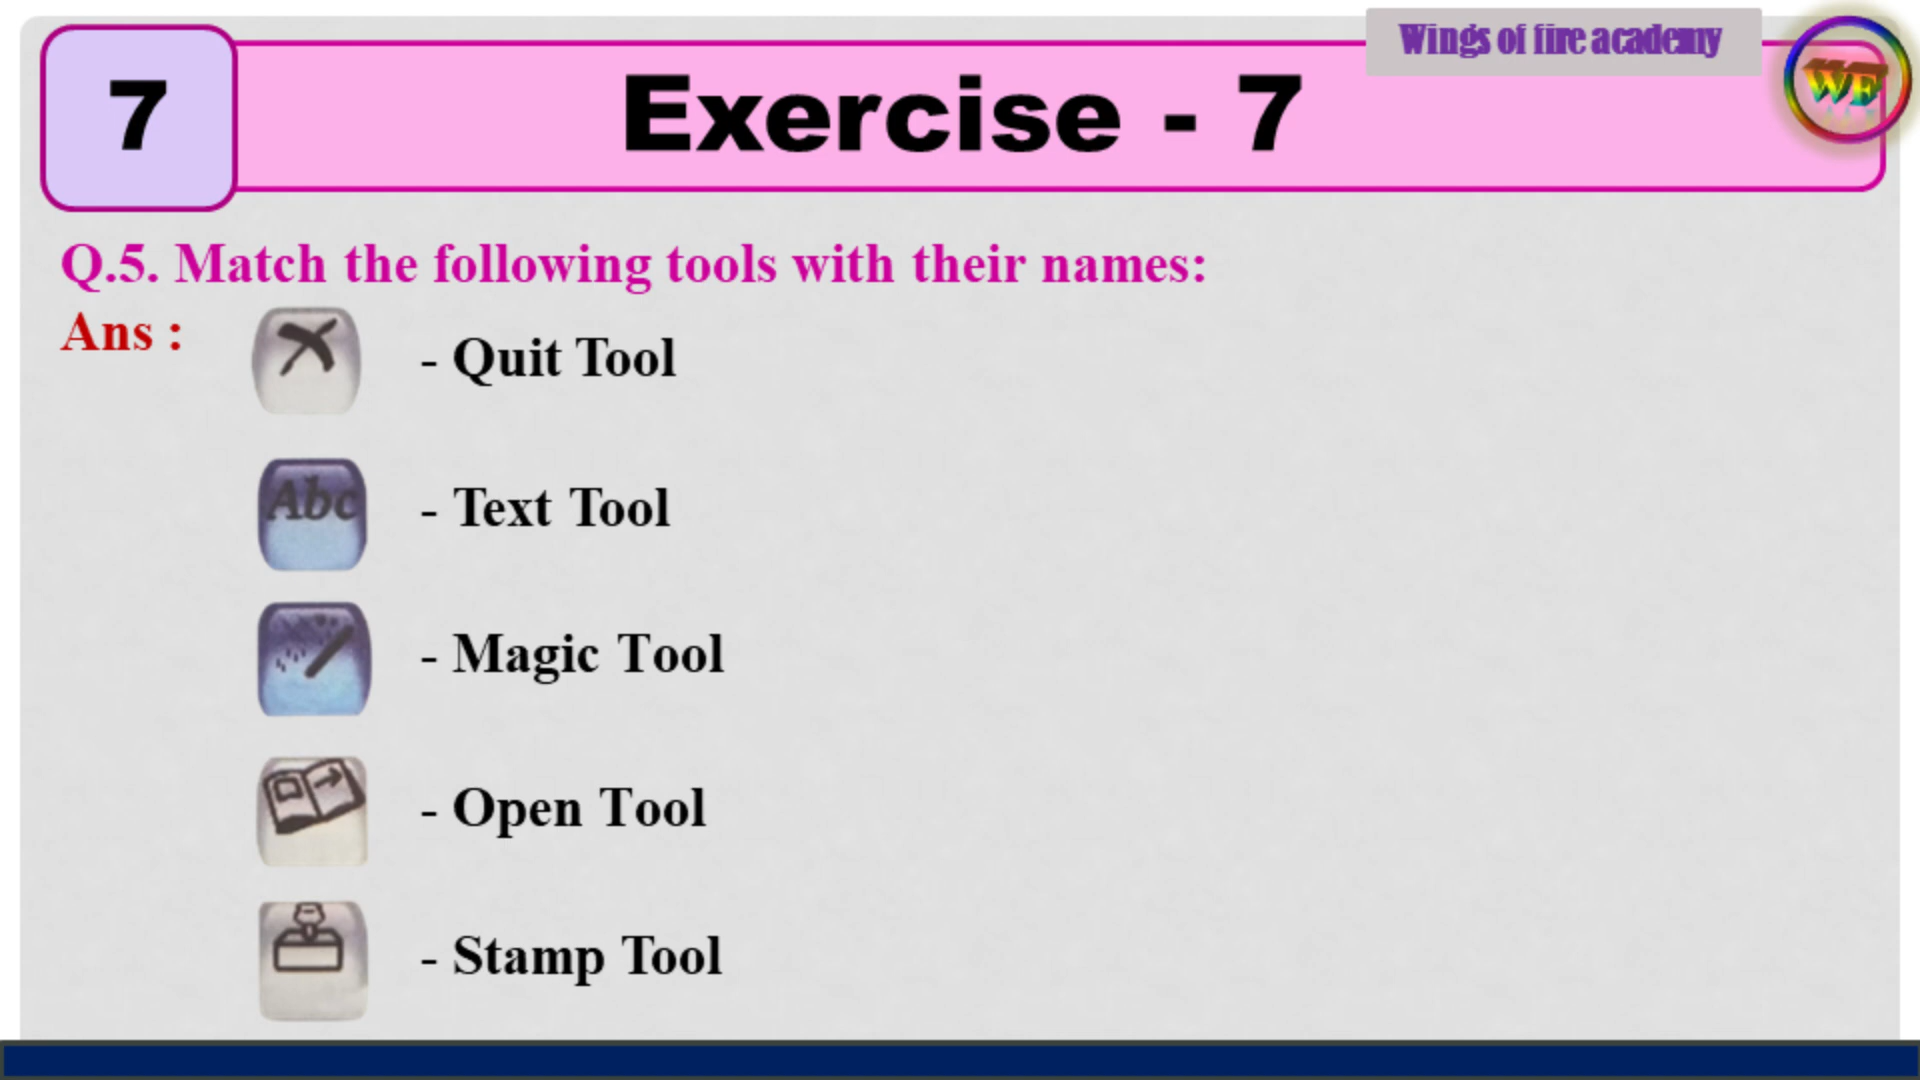 Wings of fire academy
WF
7
Exercise - 7
Q.5. Match the following tools with their names:
Ans :
- Quit Tool
Abc
- Text Tool
- Magic Tool
- Open Tool
- Stamp Tool